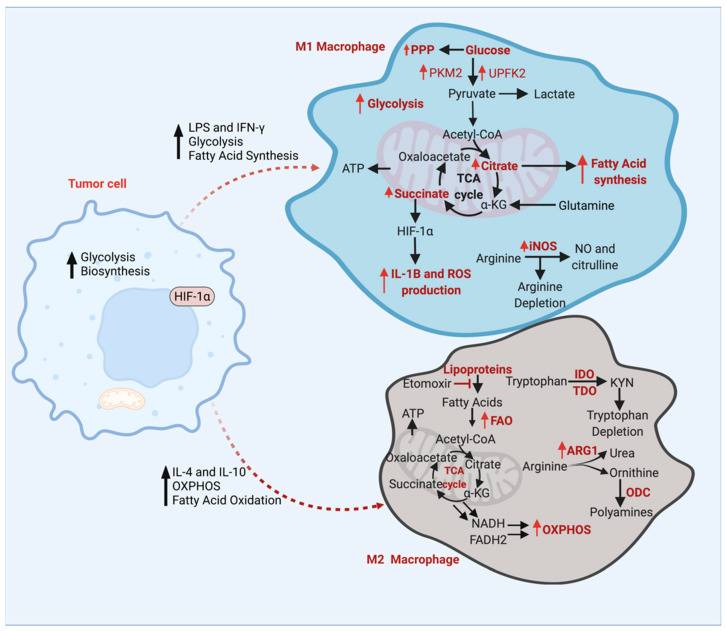 M1 Macrophage
PPP
Glucose
PKM2
UPFK2
Glycolysis
Pyruvate
Lactate
Acetyl-CoA
Oxaloacetate
Citrate
Fatty Acid
synthesis
ATP
TCA
cycle
Succinate
α-KG
Glutamine
HIF-1α
IL-1B and ROS
production
Arginine
iNOS
NO and
citrulline
Arginine
Depletion
LPS and IFN-γ
Glycolysis
Fatty Acid Synthesis
Tumor cell
Glycolysis
Biosynthesis
HIF-1α
IL-4 and IL-10
OXPHOS
Fatty Acid Oxidation
Lipoproteins
Etomoxir
Fatty Acids
FAO
ATP
Acetyl-CoA
Oxaloacetate
Citrate
TCA
cycle
Succinate
α-KG
NADH
FADH2
OXPHOS
Tryptophan
IDO
TDO
KYN
Tryptophan
Depletion
Arginine
ARG1
Urea
Ornithine
ODC
Polyamines
M2 Macrophage